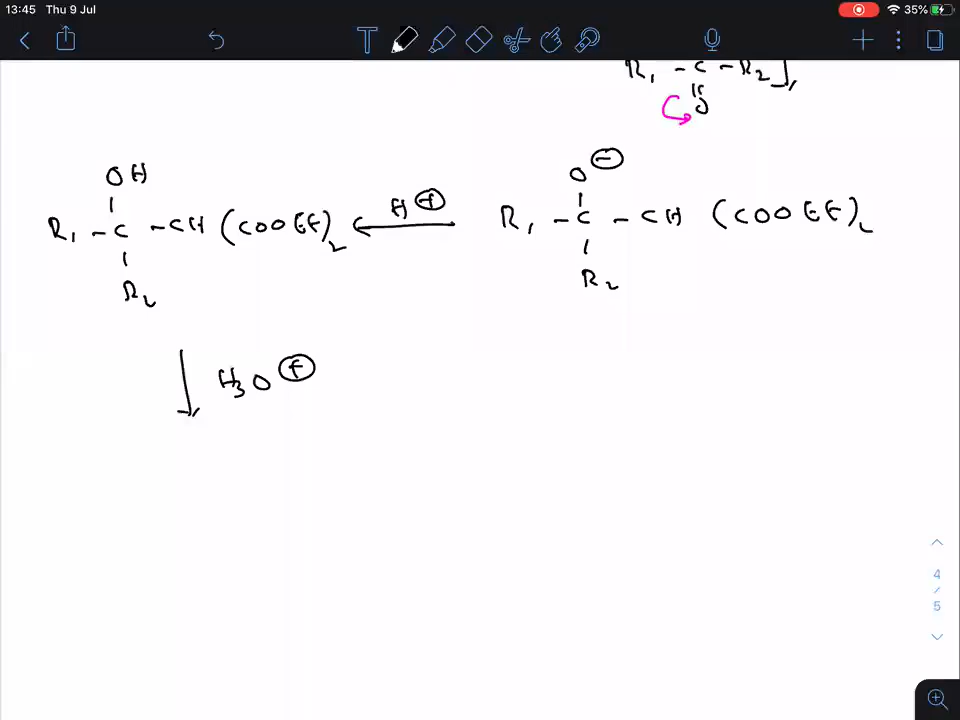 13:45 Thu 9 Jul 35%
R₁ - C - R₂
O
OH
R₁ - C - CH (COOEt)₂
R₂
H +
O -
R₁ - C - CH (COOEt)₂
R₂
H₃O +
4
/
5